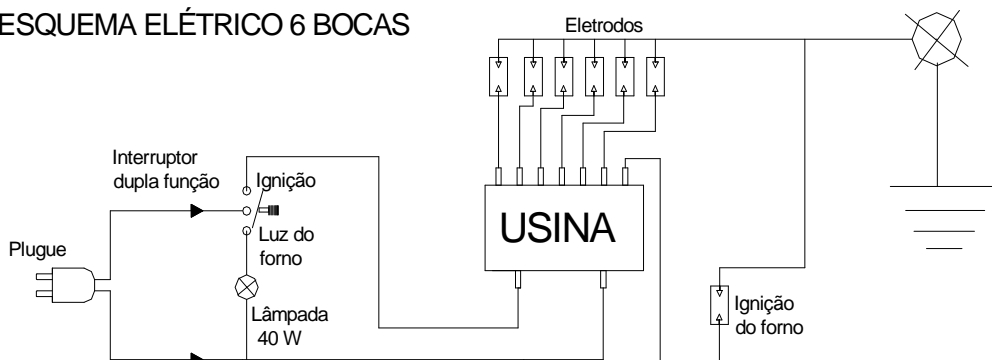 ESQUEMA ELÉTRICO 6 BOCAS
Eletrodos
Interruptor
dupla função
Ignição
Luz do
forno
Plugue
USINA
Lâmpada
40 W
Ignição
do forno